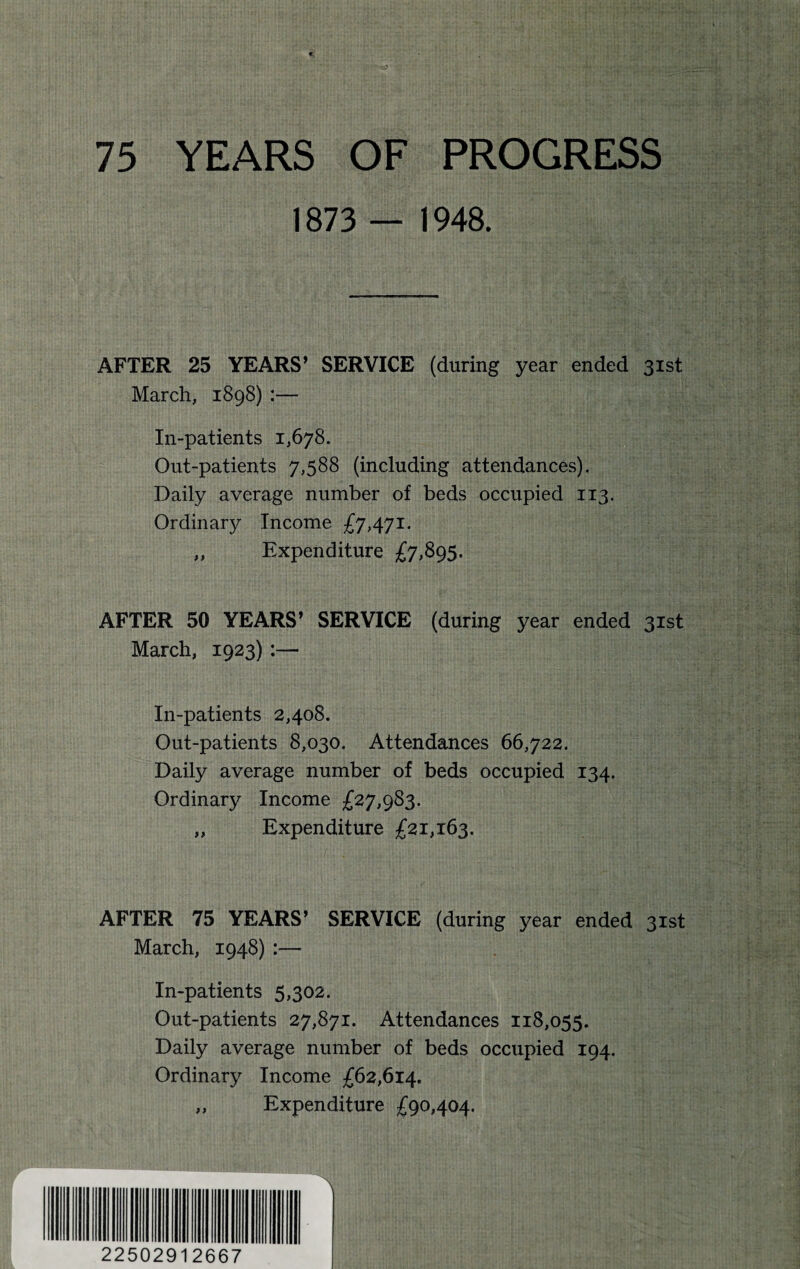 75 YEARS OF PROGRESS
1873 — 1948.
AFTER 25 YEARS' SERVICE (during year ended 31st
March, 1898) :—
In-patients 1,678.
Out-patients 7,588 (including attendances).
Daily average number of beds occupied 113.
Ordinary Income £7,471.
,, Expenditure £7,895.
AFTER 50 YEARS' SERVICE (during year ended 31st
March, 1923) :—
In-patients 2,408.
Out-patients 8,030. Attendances 66,722.
Daily average number of beds occupied 134.
Ordinary Income £27,983.
,, Expenditure £21,163.
AFTER 75 YEARS' SERVICE (during year ended 31st
March, 1948) :—
In-patients 5,302.
Out-patients 27,871. Attendances 118,055.
Daily average number of beds occupied 194.
Ordinary Income £62,614.
,, Expenditure £90,404.
22502912667